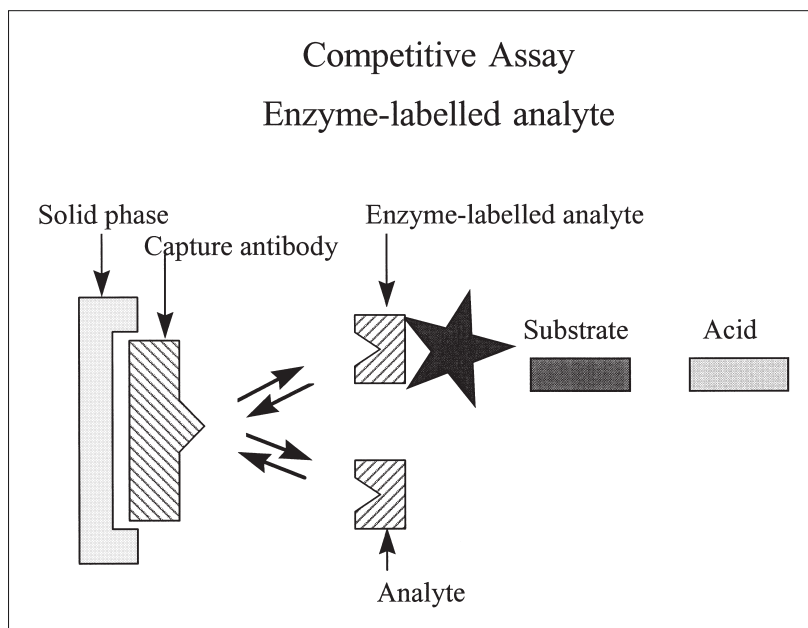 Competitive Assay
Enzyme-labelled analyte
Solid phase
Capture antibody
Enzyme-labelled analyte
Substrate
Acid
Analyte